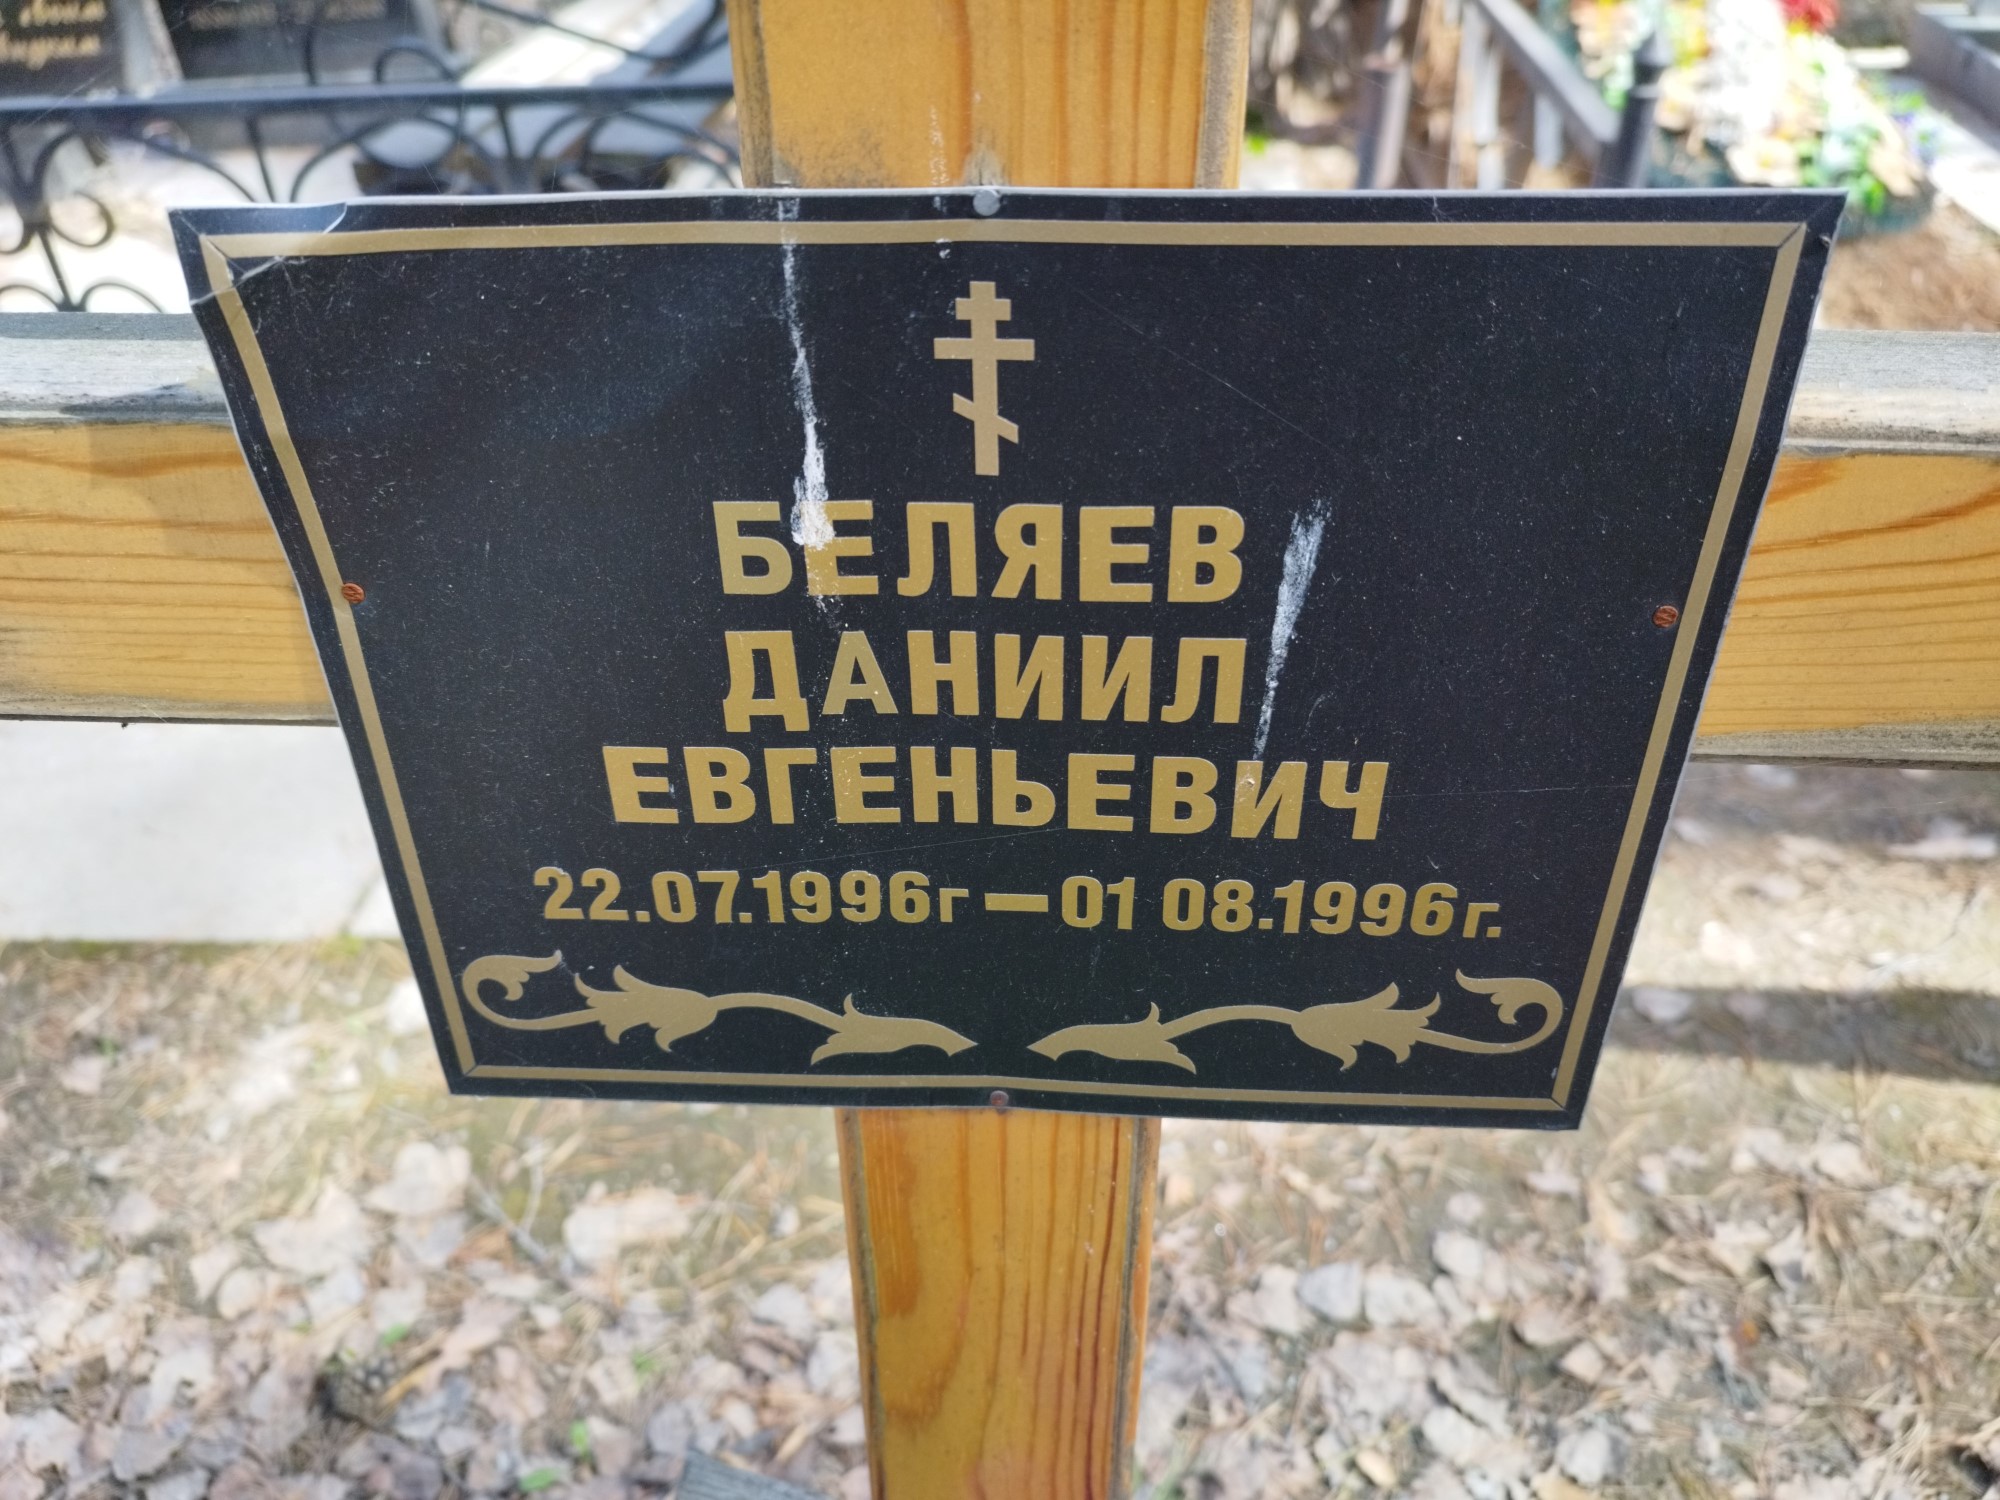 БЕЛЯЕВ
ДАНИИЛ
ЕВГЕНЬЕВИЧ
22.07.1996г — 01 08.1996г.